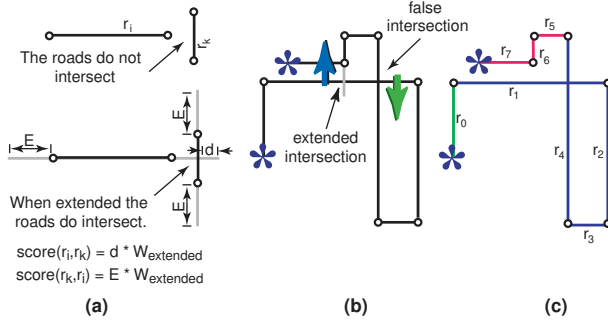 r_i
r_k
The roads do not
intersect
E
E
d
When extended the
roads do intersect.
E
score(r_i,r_k) = d * W_extended
score(r_k,r_i) = E * W_extended
(a)
false
intersection
extended
intersection
(b)
r_5
r_7
r_6
r_1
r_0
r_4
r_2
r_3
(c)